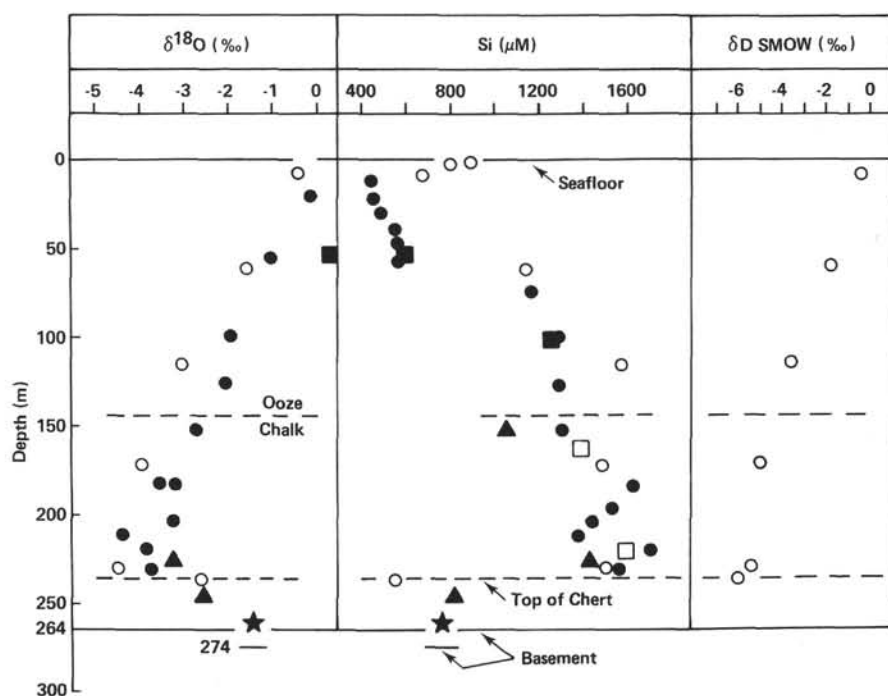 δ¹⁸O (‰) Si (μM) δD SMOW (‰)
-5 -4 -3 -2 -1 0 400 800 1200 1600 -6 -4 -2 0
0
Seafloor
50
100
Ooze
150
Chalk
Depth (m)
200
Top of Chert
250
264
274
Basement
300